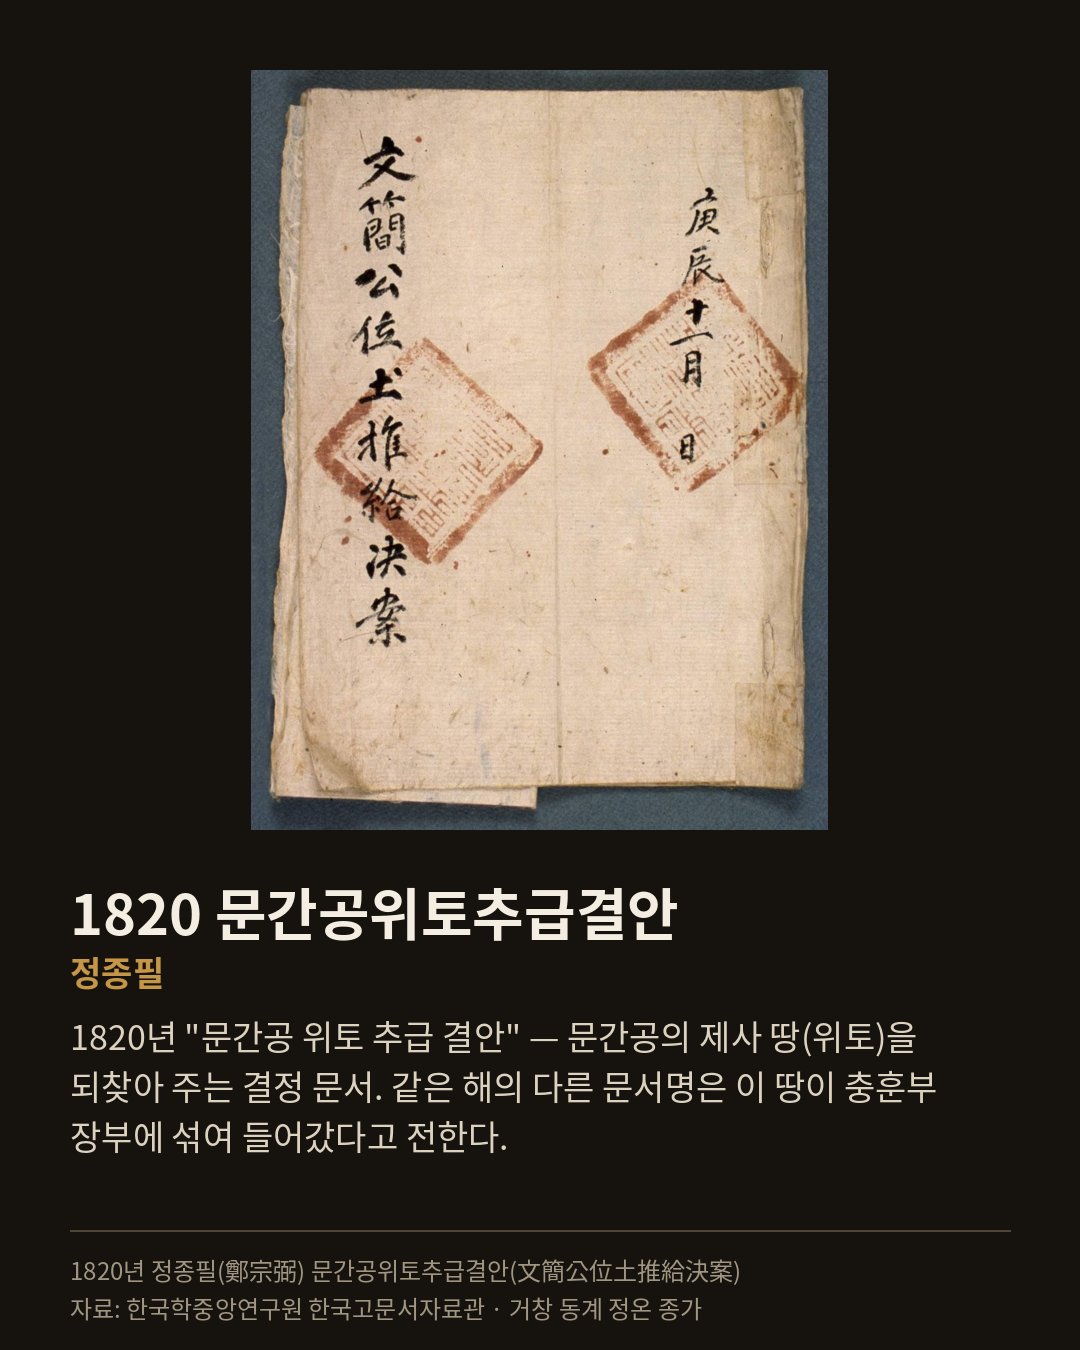 庚辰十一月 日
文簡公位土推給決案
1820 문간공위토추급결안
정종필
1820년 "문간공 위토 추급 결안" — 문간공의 제사 땅(위토)을
되찾아 주는 결정 문서. 같은 해의 다른 문서명은 이 땅이 충훈부
장부에 섞여 들어갔다고 전한다.
1820년 정종필(鄭宗弼) 문간공위토추급결안(文簡公位土推給決案)
자료: 한국학중앙연구원 한국고문서자료관 · 거창 동계 정온 종가